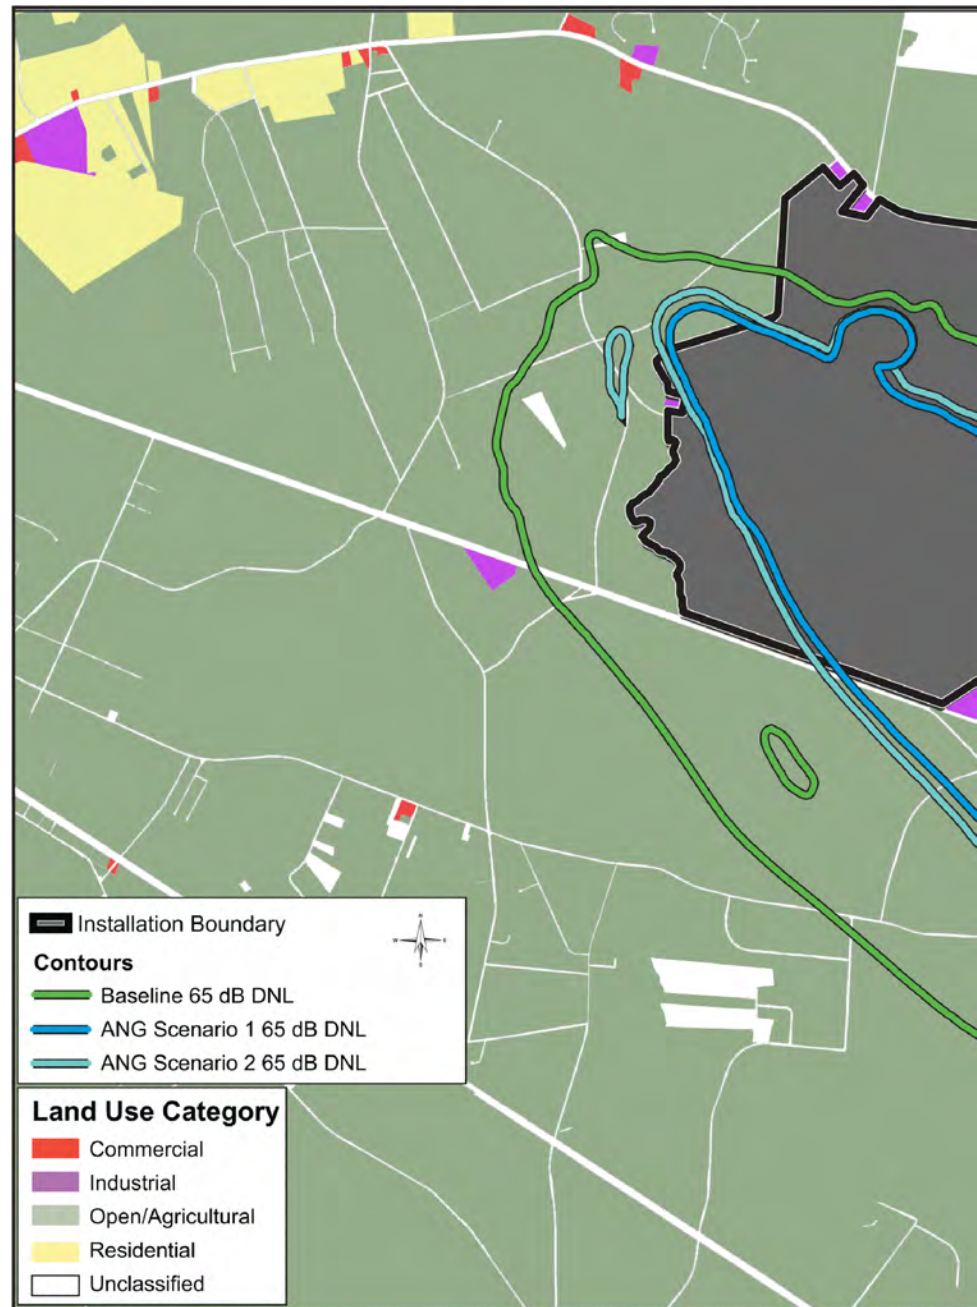 Installation Boundary
N
W E
S
Contours
Baseline 65 dB DNL
ANG Scenario 1 65 dB DNL
ANG Scenario 2 65 dB DNL
Land Use Category
Commercial
Industrial
Open/Agricultural
Residential
Unclassified